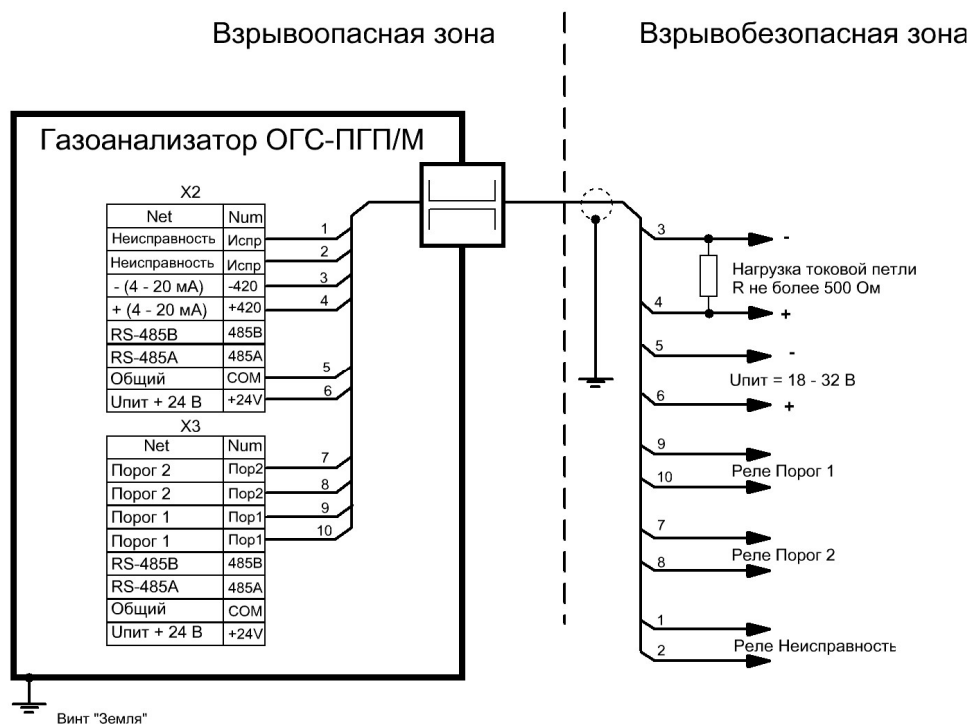 Взрывоопасная зона
Взрывобезопасная зона
Газоанализатор ОГС-ПГП/М
X2
Net Num
Неисправность Испр 1
Неисправность Испр 2
- (4 - 20 мА) -420 3
+ (4 - 20 мА) +420 4
RS-485B 485B
RS-485A 485A
Общий COM 5
Uпит + 24 В +24V 6
X3
Net Num
Порог 2 Пор2 7
Порог 2 Пор2 8
Порог 1 Пор1 9
Порог 1 Пор1 10
RS-485B 485B
RS-485A 485A
Общий COM
Uпит + 24 В +24V
Винт "Земля"
3 -
Нагрузка токовой петли
R не более 500 Ом
4 +
5 -
Uпит = 18 - 32 В
6 +
9
Реле Порог 1
10
7
Реле Порог 2
8
1
Реле Неисправность
2